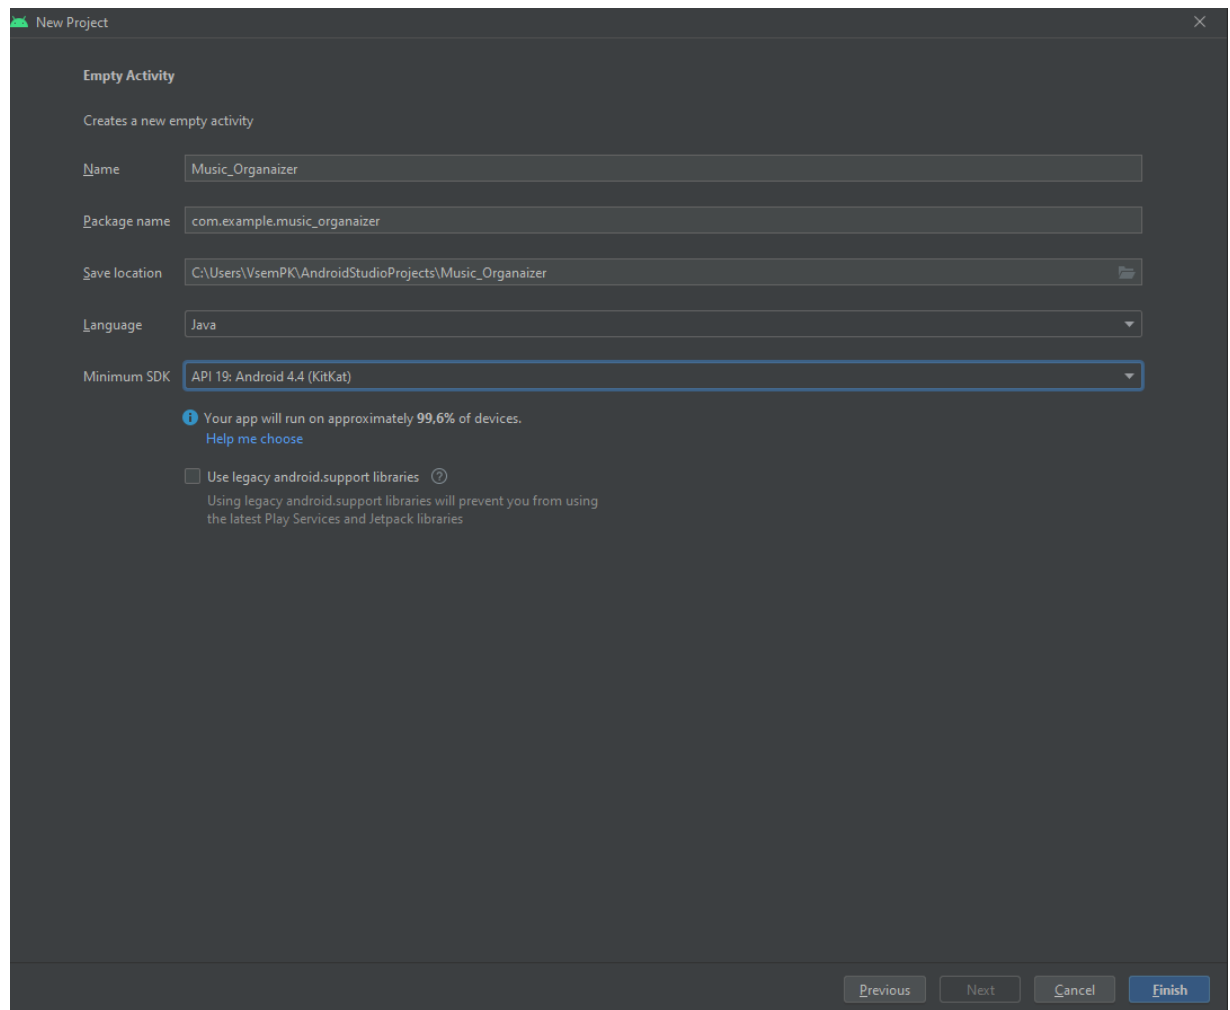 New Project
Empty Activity
Creates a new empty activity
Name Music_Organaizer
Package name com.example.music_organaizer
Save location C:\Users\VsemPK\AndroidStudioProjects\Music_Organaizer
Language Java
Minimum SDK API 19: Android 4.4 (KitKat)
Your app will run on approximately 99,6% of devices.
Help me choose
Use legacy android.support libraries ?
Using legacy android.support libraries will prevent you from using
the latest Play Services and Jetpack libraries
Previous Next Cancel Finish